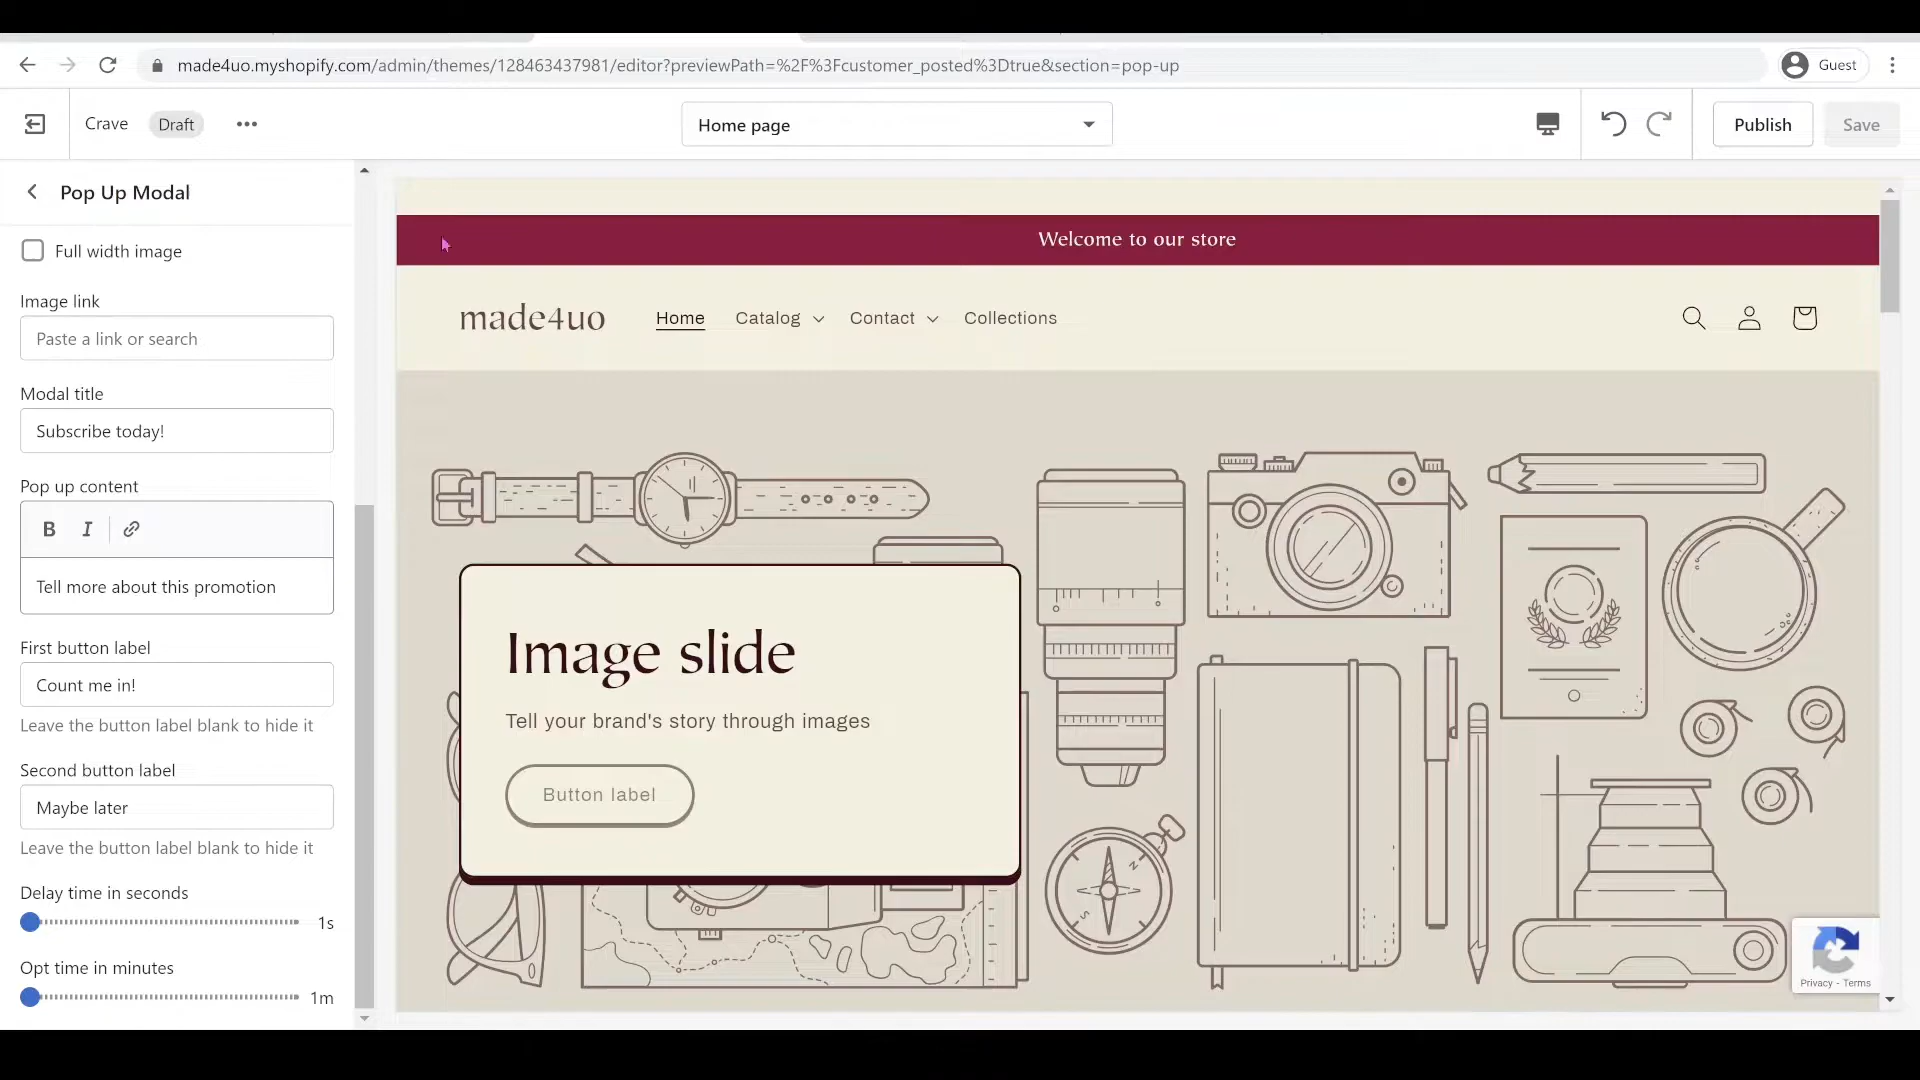 made4uo.myshopify.com/admin/themes/128463437981/editor?previewPath=%2F%3Fcustomer_posted%3Dtrue&section=pop-up
Guest
Crave
Draft
Home page
Publish
Save
Pop Up Modal
Full width image
Image link
Paste a link or search
Modal title
Subscribe today!
Pop up content
B I
Tell more about this promotion
First button label
Count me in!
Leave the button label blank to hide it
Second button label
Maybe later
Leave the button label blank to hide it
Delay time in seconds
1s
Opt time in minutes
1m
Welcome to our store
made4uo
Home
Catalog
Contact
Collections
Image slide
Tell your brand's story through images
Button label
N
S
Privacy - Terms